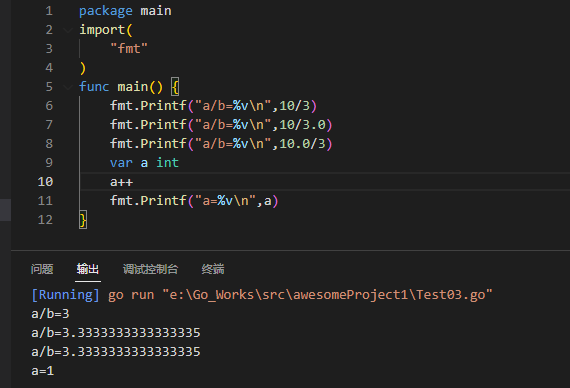 1 package main
2 import(
3 "fmt"
4 )
5 func main() {
6 fmt.Printf("a/b=%v\n",10/3)
7 fmt.Printf("a/b=%v\n",10/3.0)
8 fmt.Printf("a/b=%v\n",10.0/3)
9 var a int
10 a++
11 fmt.Printf("a=%v\n",a)
12 }
问题 输出 调试控制台 终端
[Running] go run "e:\Go_Works\src\awesomeProject1\Test03.go"
a/b=3
a/b=3.3333333333333335
a/b=3.3333333333333335
a=1